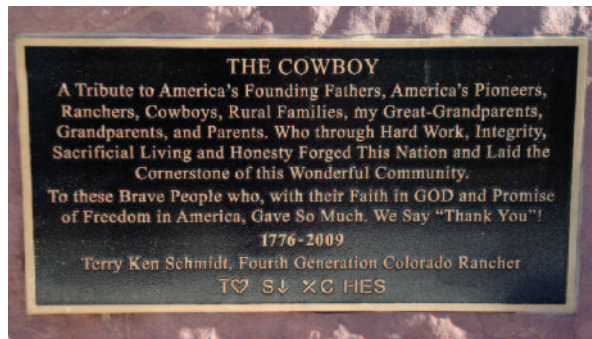 THE COWBOY
A Tribute to America's Founding Fathers, America's Pioneers,
Ranchers, Cowboys, Rural Families, my Great-Grandparents,
Grandparents, and Parents. Who through Hard Work, Integrity,
Sacrificial Living and Honesty Forged This Nation and Laid the
Cornerstone of this Wonderful Community.
To these Brave People who, with their Faith in GOD and Promise
of Freedom in America, Gave So Much. We Say "Thank You"!
1776-2009
Terry Ken Schmidt, Fourth Generation Colorado Rancher
T♡ S↓ HES